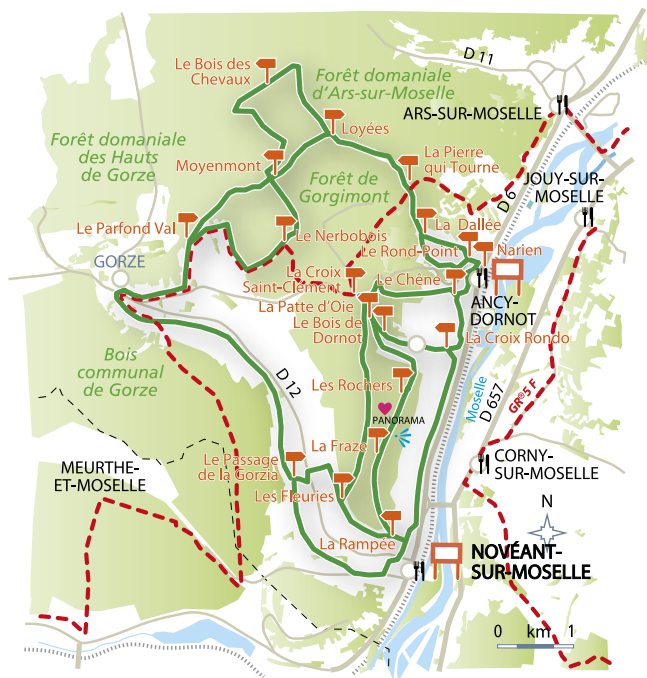 D 11
Le Bois des
Chevaux
Forêt domaniale
d'Ars-sur-Moselle
ARS-SUR-MOSELLE
Loyées
Forêt domaniale
des Hauts
de Gorze
Moyenmont
La Pierre
qui Tourne
Forêt de
Gorgimont
D 6
JOUY-SUR-
MOSELLE
Le Parfond Val
Le Nerbobois
La Dallée
Le Rond-Point
Narien
GORZE
La Croix
Saint-Clément
Le Chêne
La Patte d'Oie
Le Bois de
Dornot
ANCY-
DORNOT
La Croix Rondo
Bois
communal
de Gorze
D 12
Les Rochers
Moselle
D 657
GR®5 F
PANORAMA
La Fraze
MEURTHE-
ET-MOSELLE
Le Passage
de la Gorzia
CORNY-
SUR-MOSELLE
Les Fleuries
N
La Rampée
NOVÉANT-
SUR-MOSELLE
0 km 1